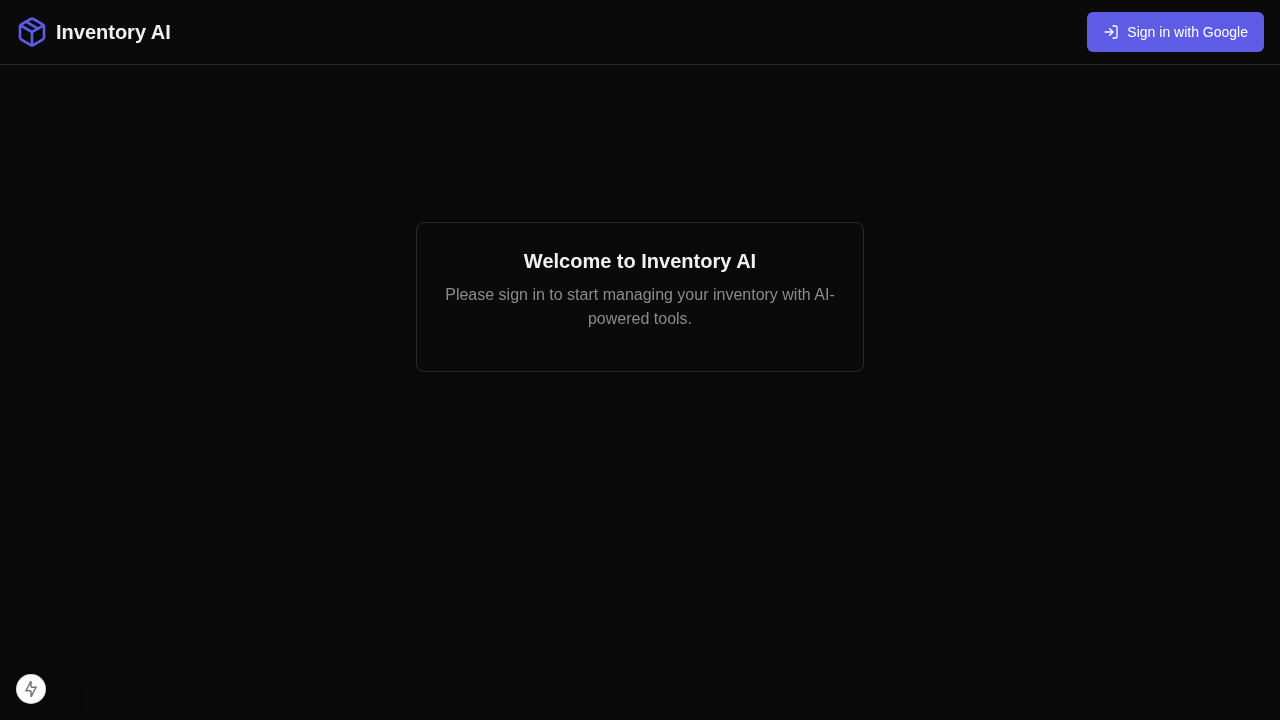 Inventory AI
Sign in with Google
Welcome to Inventory AI
Please sign in to start managing your inventory with AI-
powered tools.